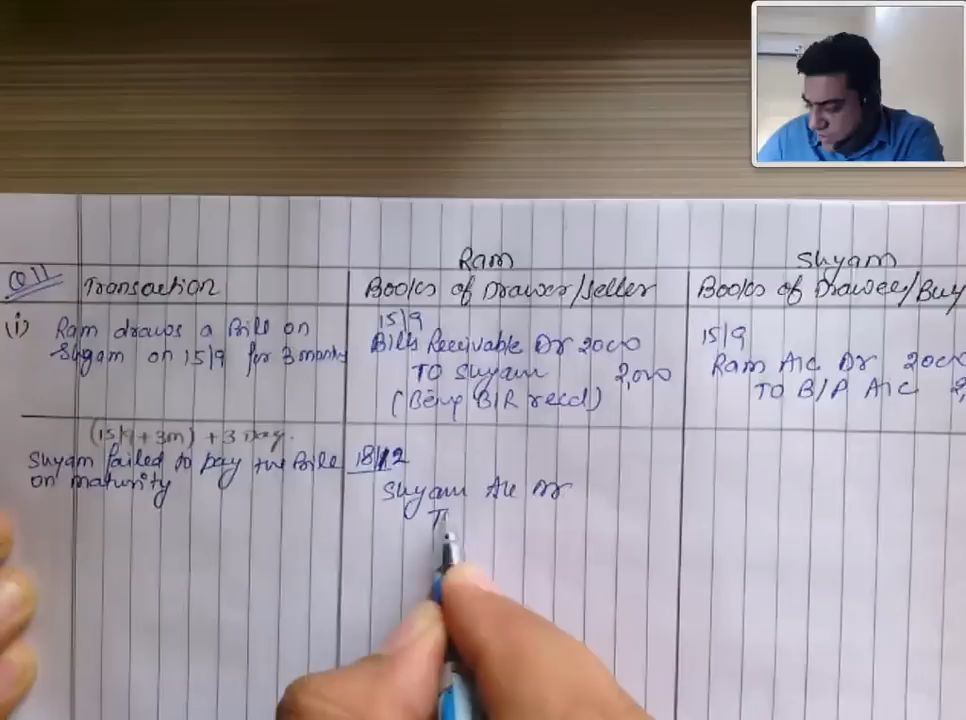 Ram
Shyam
Q11
Transaction
Books of Drawer/seller
Books of Drawee/Buy
(i) Ram draws a Bill on
Shyam on 15/9 for 3 months
15/9
Bills Receivable Dr 2000
TO Shyam 2,000
(Being B/R recd)
15/9
Ram A/C Dr 2000
TO B/P A/C 2,
(15/9 + 3m) + 3 Day.
Shyam failed to pay the Bill
on maturity
18/12
Shyam A/c Dr
T